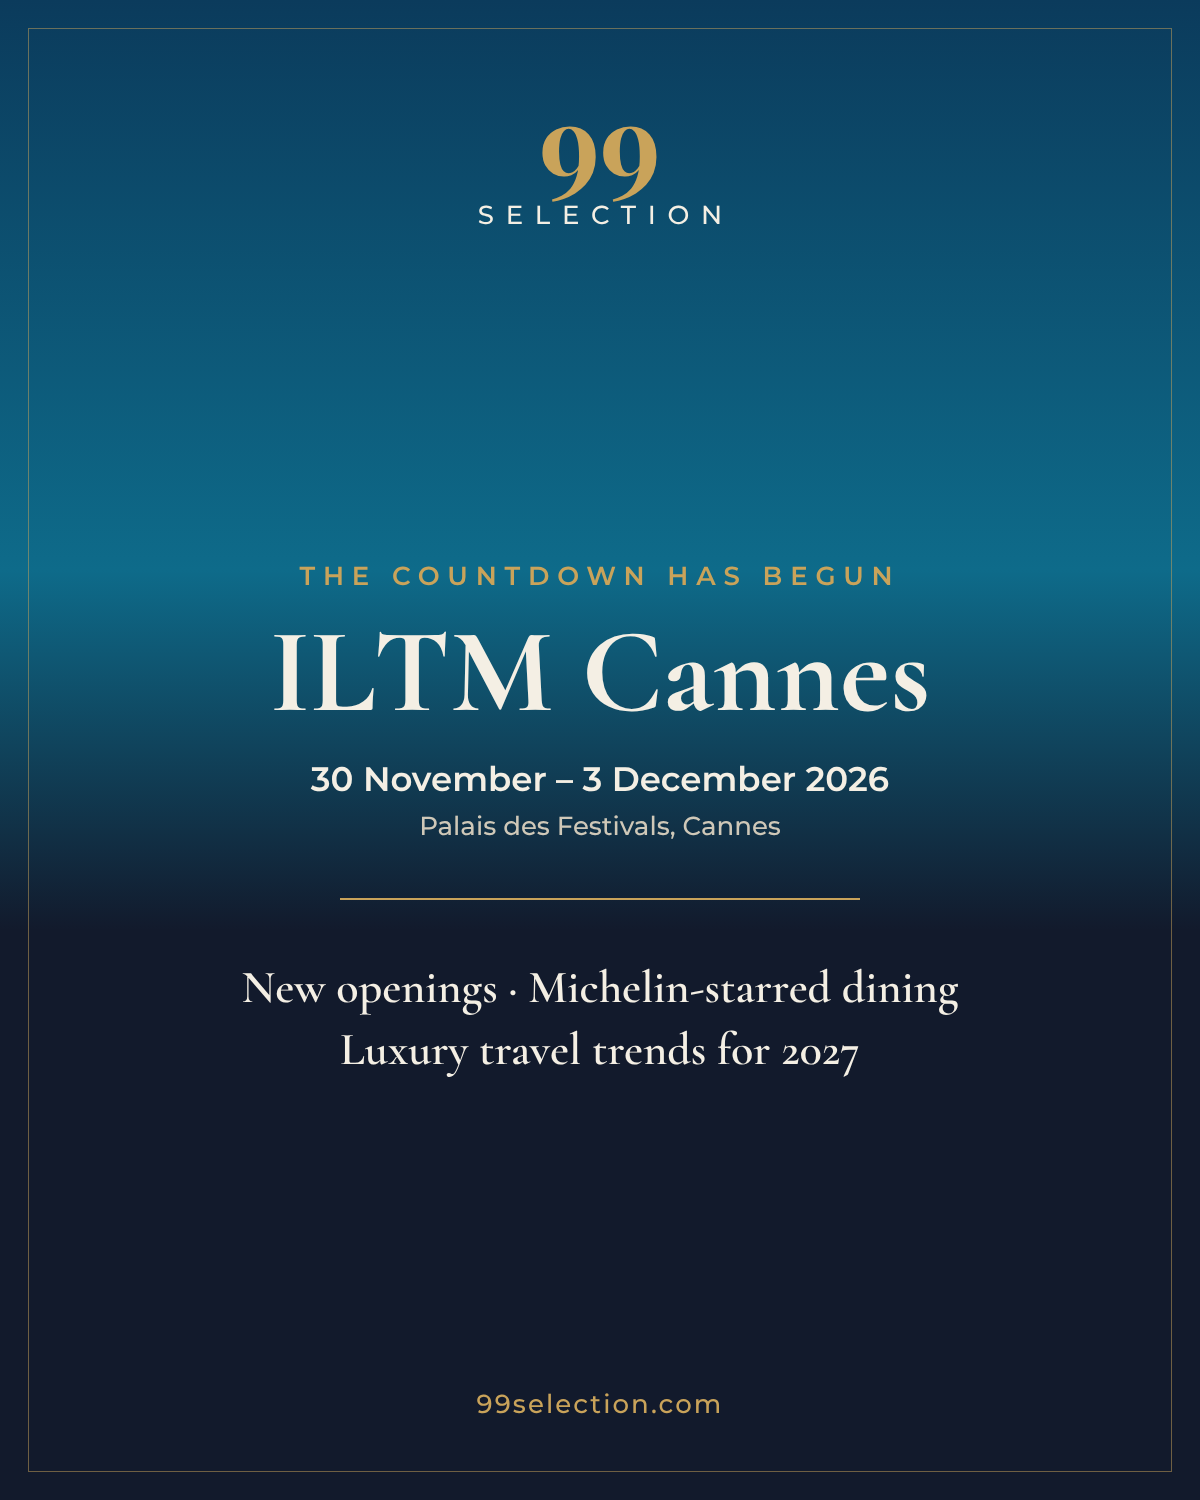 99
SELECTION
THE COUNTDOWN HAS BEGUN
ILTM Cannes
30 November – 3 December 2026
Palais des Festivals, Cannes
New openings · Michelin-starred dining
Luxury travel trends for 2027
99selection.com